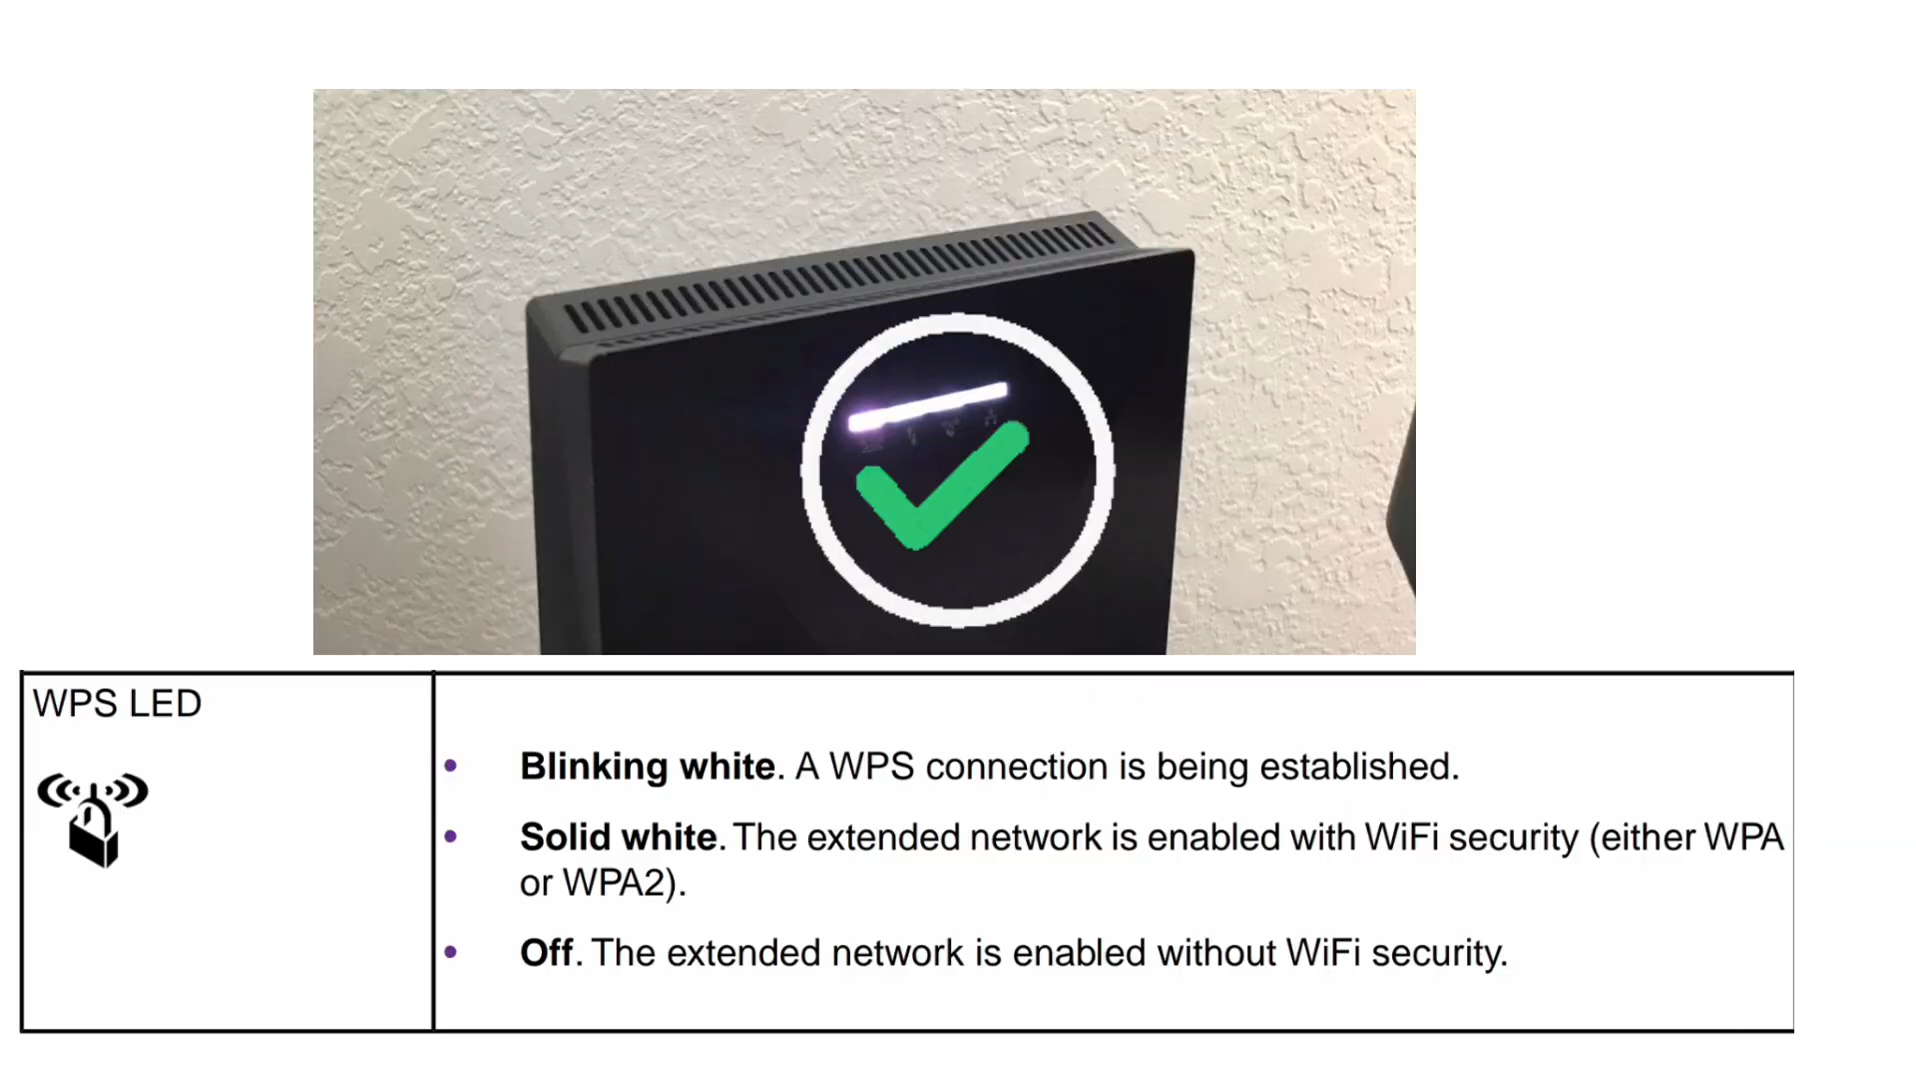 WPS LED
• Blinking white. A WPS connection is being established.
• Solid white. The extended network is enabled with WiFi security (either WPA
or WPA2).
• Off. The extended network is enabled without WiFi security.